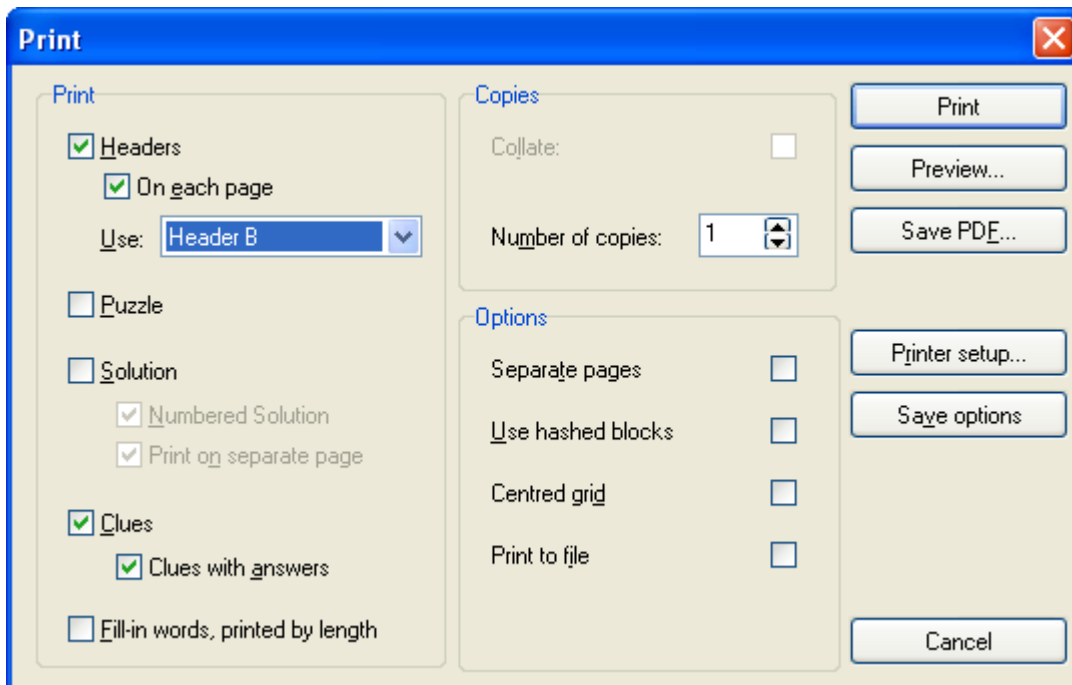 Print
Print
Headers
On each page
Use: Header B
Puzzle
Solution
Numbered Solution
Print on separate page
Clues
Clues with answers
Fill-in words, printed by length
Copies
Collate:
Number of copies: 1
Options
Separate pages
Use hashed blocks
Centred grid
Print to file
Print
Preview...
Save PDF...
Printer setup...
Save options
Cancel